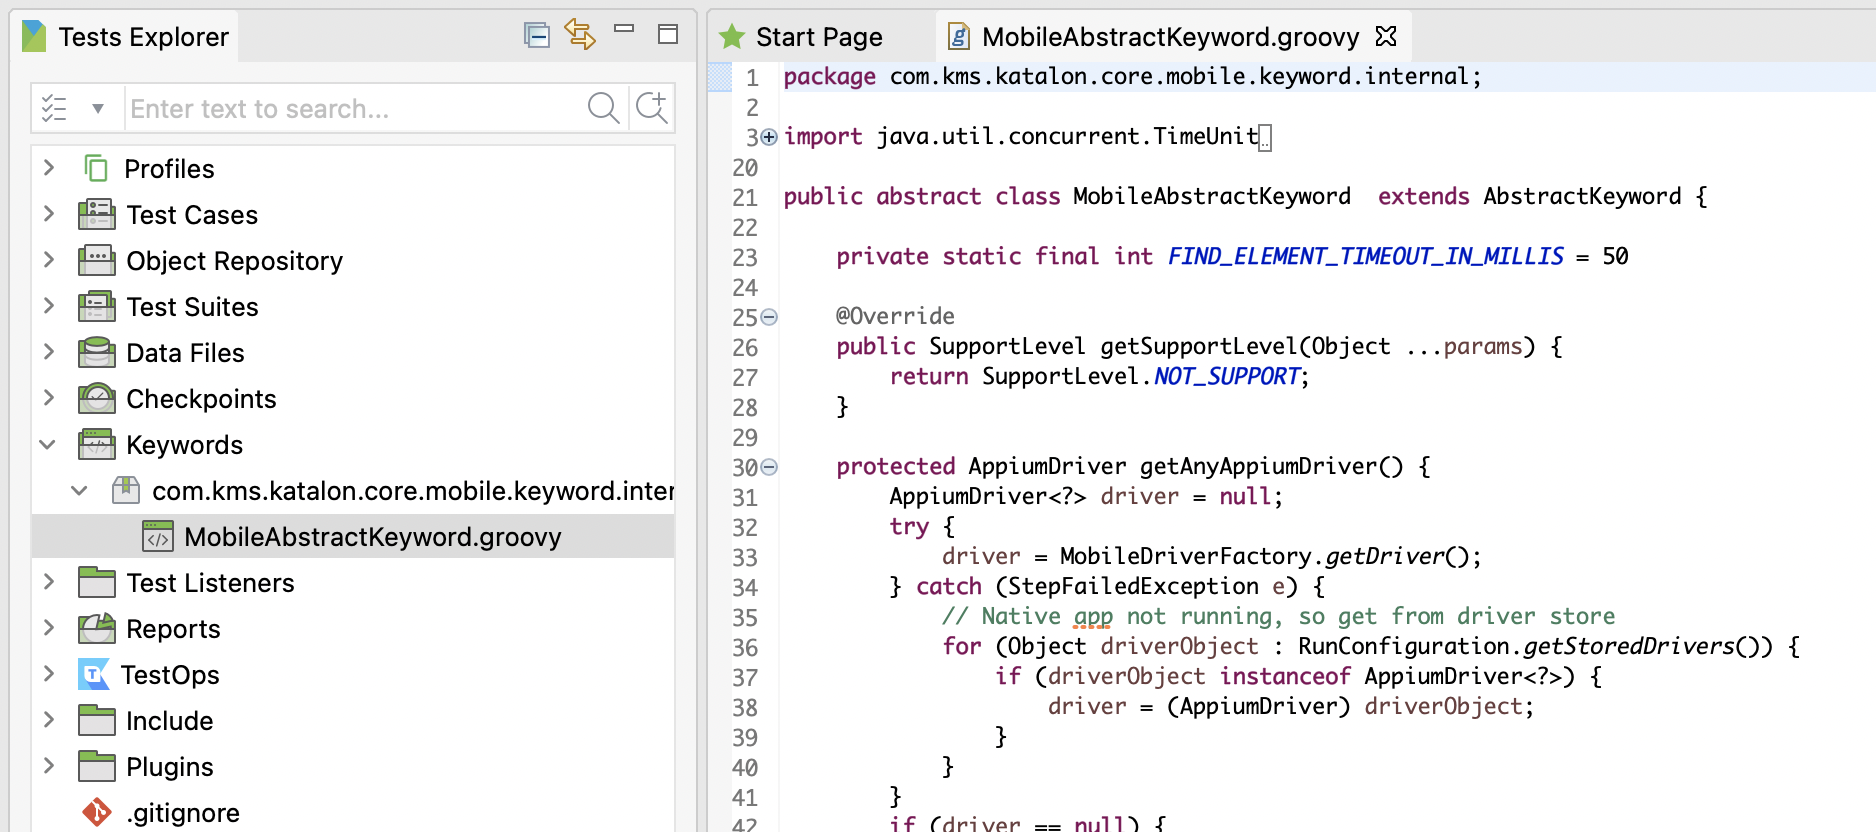 Tests Explorer
Enter text to search...
Profiles
Test Cases
Object Repository
Test Suites
Data Files
Checkpoints
Keywords
com.kms.katalon.core.mobile.keyword.inter
MobileAbstractKeyword.groovy
Test Listeners
Reports
TestOps
Include
Plugins
.gitignore
Start Page
MobileAbstractKeyword.groovy
1 package com.kms.katalon.core.mobile.keyword.internal;
2
3 import java.util.concurrent.TimeUnit..
20
21 public abstract class MobileAbstractKeyword  extends AbstractKeyword {
22
23     private static final int FIND_ELEMENT_TIMEOUT_IN_MILLIS = 50
24
25     @Override
26     public SupportLevel getSupportLevel(Object ...params) {
27         return SupportLevel.NOT_SUPPORT;
28     }
29
30     protected AppiumDriver getAnyAppiumDriver() {
31         AppiumDriver<?> driver = null;
32         try {
33             driver = MobileDriverFactory.getDriver();
34         } catch (StepFailedException e) {
35             // Native app not running, so get from driver store
36             for (Object driverObject : RunConfiguration.getStoredDrivers()) {
37                 if (driverObject instanceof AppiumDriver<?>) {
38                     driver = (AppiumDriver) driverObject;
39                 }
40             }
41         }
42         if (driver == null) {